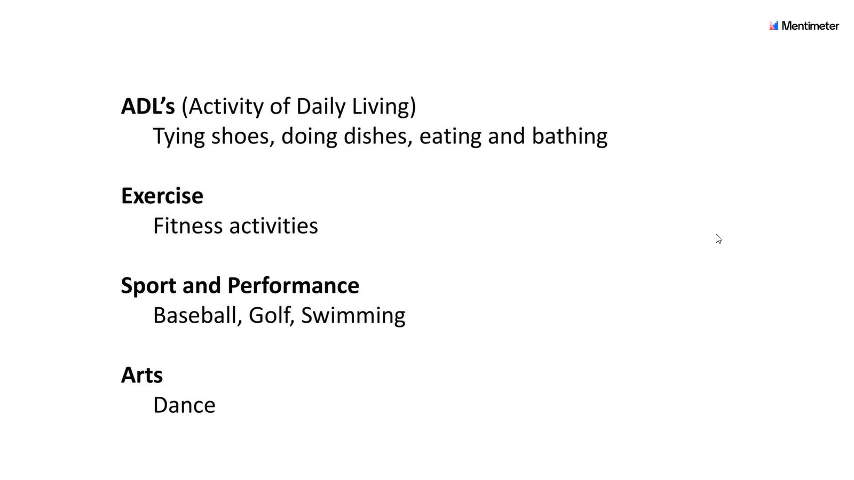 Mentimeter
ADL’s (Activity of Daily Living)
Tying shoes, doing dishes, eating and bathing
Exercise
Fitness activities
Sport and Performance
Baseball, Golf, Swimming
Arts
Dance